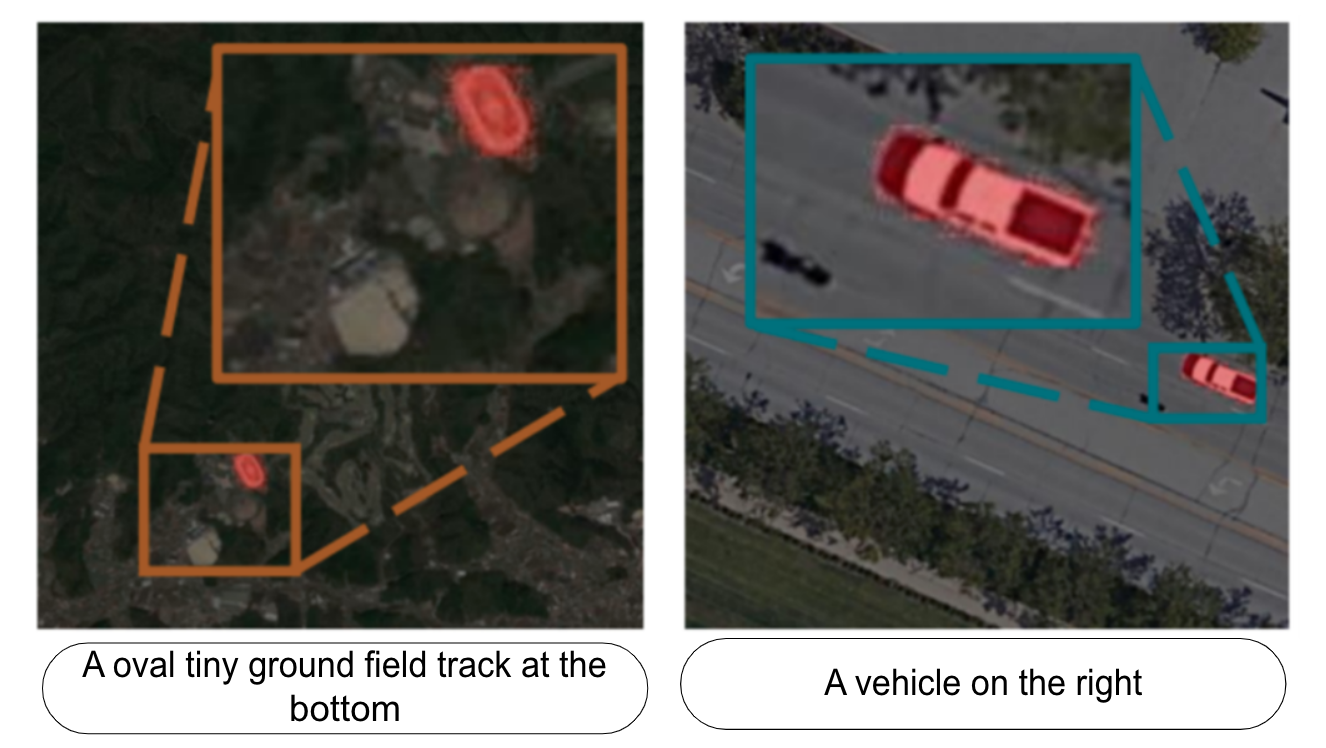 A oval tiny ground field track at the
bottom
A vehicle on the right